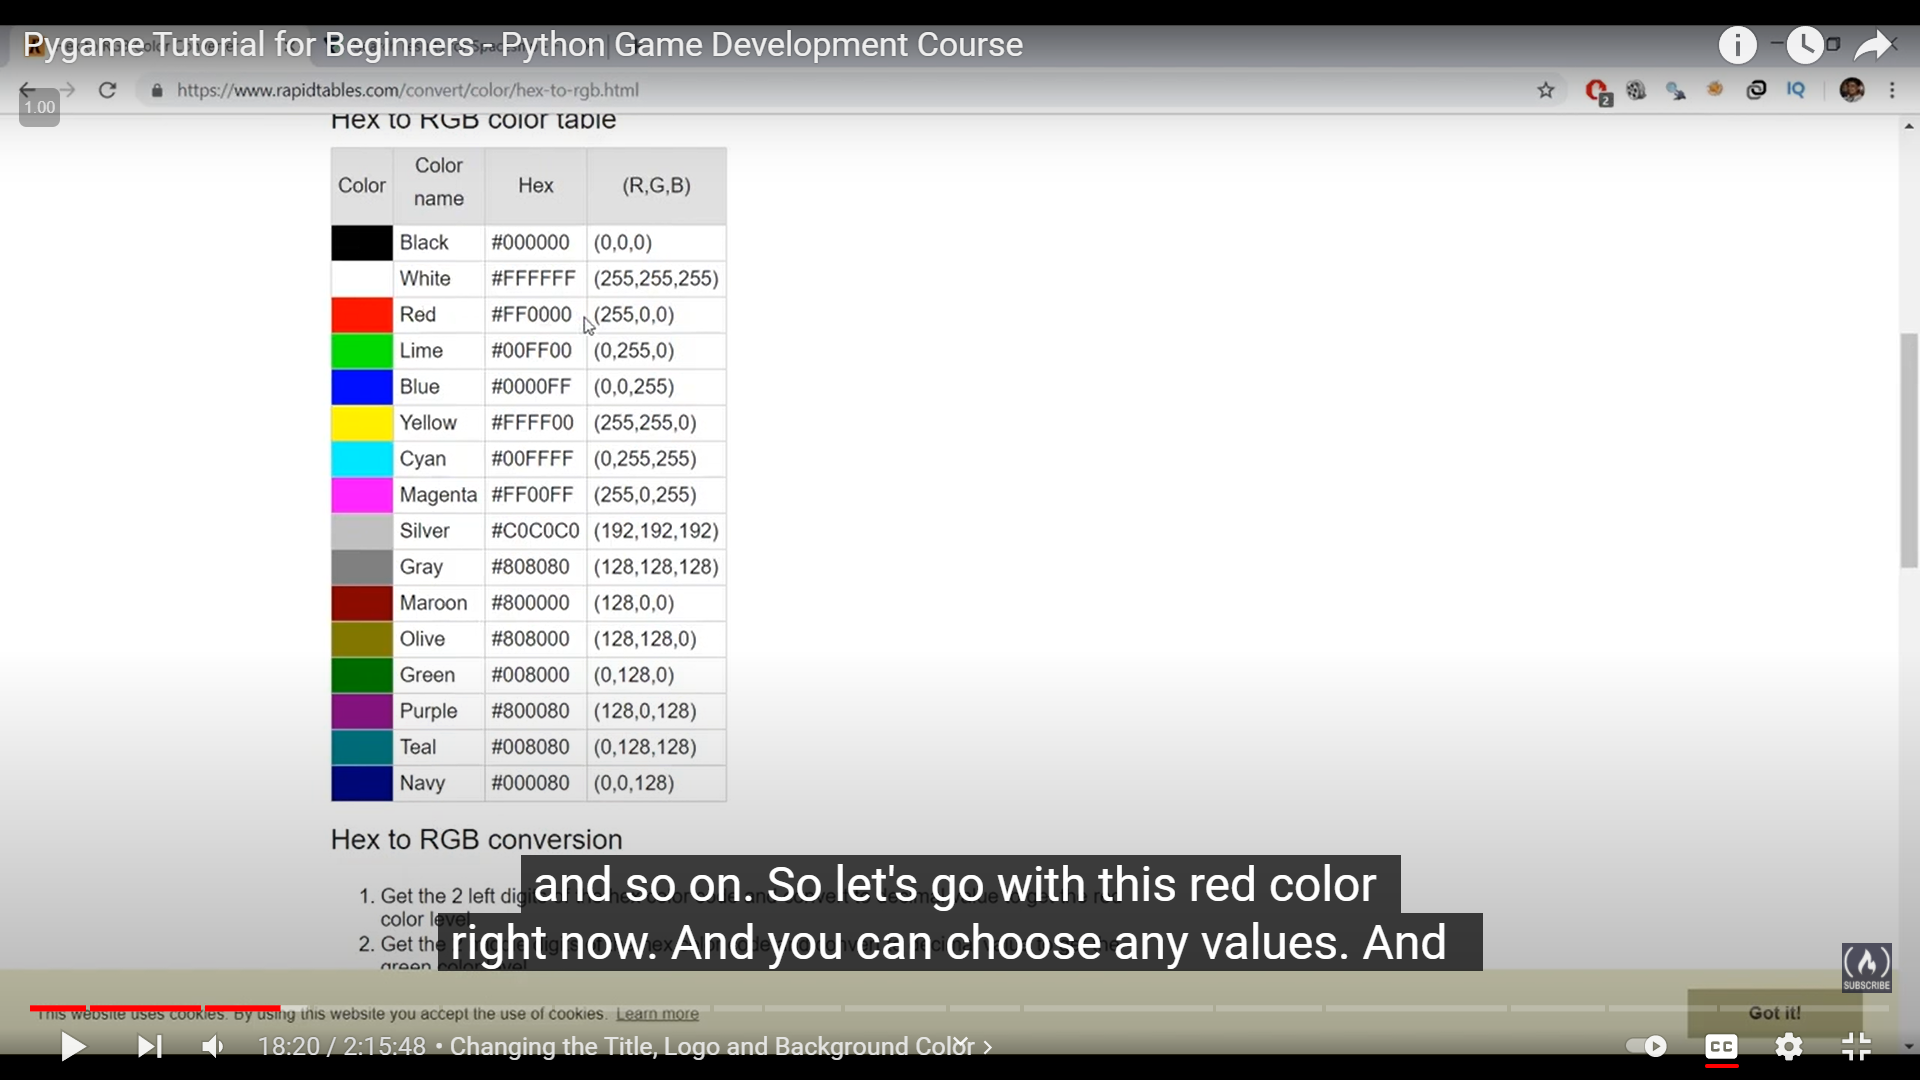 Pygame Tutorial for Beginners - Python Game Development Course
https://www.rapidtables.com/convert/color/hex-to-rgb.html
2
IQ
1.00
Hex to RGB color table
Color Color name Hex (R,G,B)
Black #000000 (0,0,0)
White #FFFFFF (255,255,255)
Red #FF0000 (255,0,0)
Lime #00FF00 (0,255,0)
Blue #0000FF (0,0,255)
Yellow #FFFF00 (255,255,0)
Cyan #00FFFF (0,255,255)
Magenta #FF00FF (255,0,255)
Silver #C0C0C0 (192,192,192)
Gray #808080 (128,128,128)
Maroon #800000 (128,0,0)
Olive #808000 (128,128,0)
Green #008000 (0,128,0)
Purple #800080 (128,0,128)
Teal #008080 (0,128,128)
Navy #000080 (0,0,128)
Hex to RGB conversion
and so on. So let's go with this red color
right now. And you can choose any values. And
1. Get the 2 left
color level
2. Get the
green color level
SUBSCRIBE
This website uses cookies. By using this website you accept the use of cookies. Learn more
Got it!
18:20 / 2:15:48 • Changing the Title, Logo and Background Color
CC